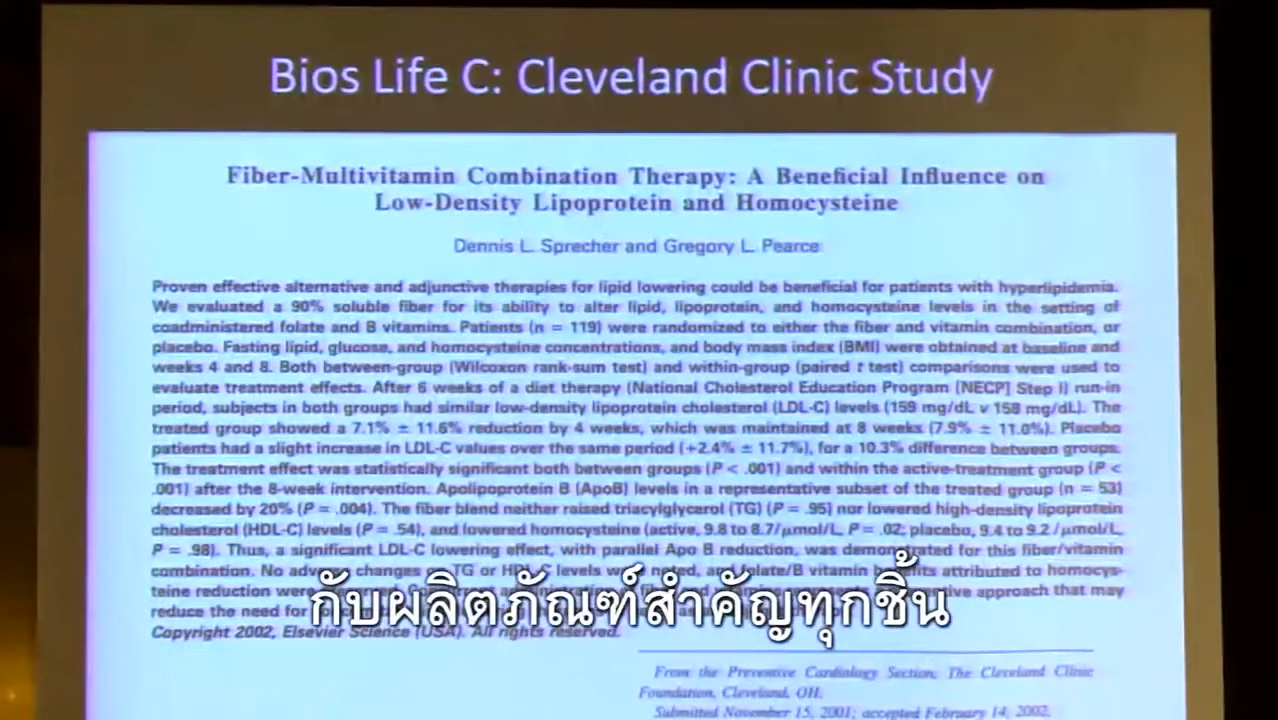 Bios Life C: Cleveland Clinic Study
Fiber-Multivitamin Combination Therapy: A Beneficial Influence on
Low-Density Lipoprotein and Homocysteine
Dennis L. Sprecher and Gregory L. Pearce
Proven effective alternative and adjunctive therapies for lipid lowering could be beneficial for patients with hyperlipidemia.
We evaluated a 90% soluble fiber for its ability to alter lipid, lipoprotein, and homocysteine levels in the setting of
coadministered folate and B vitamins. Patients (n = 119) were randomized to either the fiber and vitamin combination, or
placebo. Fasting lipid, glucose, and homocysteine concentrations, and body mass index (BMI) were obtained at baseline and
weeks 4 and 8. Both between-group (Wilcoxon rank-sum test) and within-group (paired t test) comparisons were used to
evaluate treatment effects. After 6 weeks of a diet therapy (National Cholesterol Education Program [NECP] Step I) run-in
period, subjects in both groups had similar low-density lipoprotein cholesterol (LDL-C) levels (159 mg/dL v 158 mg/dL). The
treated group showed a 7.1% ± 11.6% reduction by 4 weeks, which was maintained at 8 weeks (7.9% ± 11.0%). Placebo
patients had a slight increase in LDL-C values over the same period (+2.4% ± 11.7%), for a 10.3% difference between groups.
The treatment effect was statistically significant both between groups (P < .001) and within the active-treatment group (P <
.001) after the 8-week intervention. Apolipoprotein B (ApoB) levels in a representative subset of the treated group (n = 53)
decreased by 20% (P = .004). The fiber blend neither raised triacylglycerol (TG) (P = .95) nor lowered high-density lipoprotein
cholesterol (HDL-C) levels (P = .54), and lowered homocysteine (active, 9.8 to 8.7/μmol/L, P = .02; placebo, 9.4 to 9.2/μmol/L,
P = .98). Thus, a significant LDL-C lowering effect, with parallel Apo B reduction, was demonstrated for this fiber/vitamin
combination. No adverse changes TG or HDL-C levels were noted, and folate/B vitamin benefits attributed to homocys-
teine reduction were approach that may
reduce the need for
กับผลิตภัณฑ์สำคัญทุกชิ้น
Copyright 2002, Elsevier Science (USA). All rights reserved.
From the Preventive Cardiology Section, The Cleveland Clinic
Foundation, Cleveland, OH.
Submitted November 15, 2001; accepted February 14, 2002.